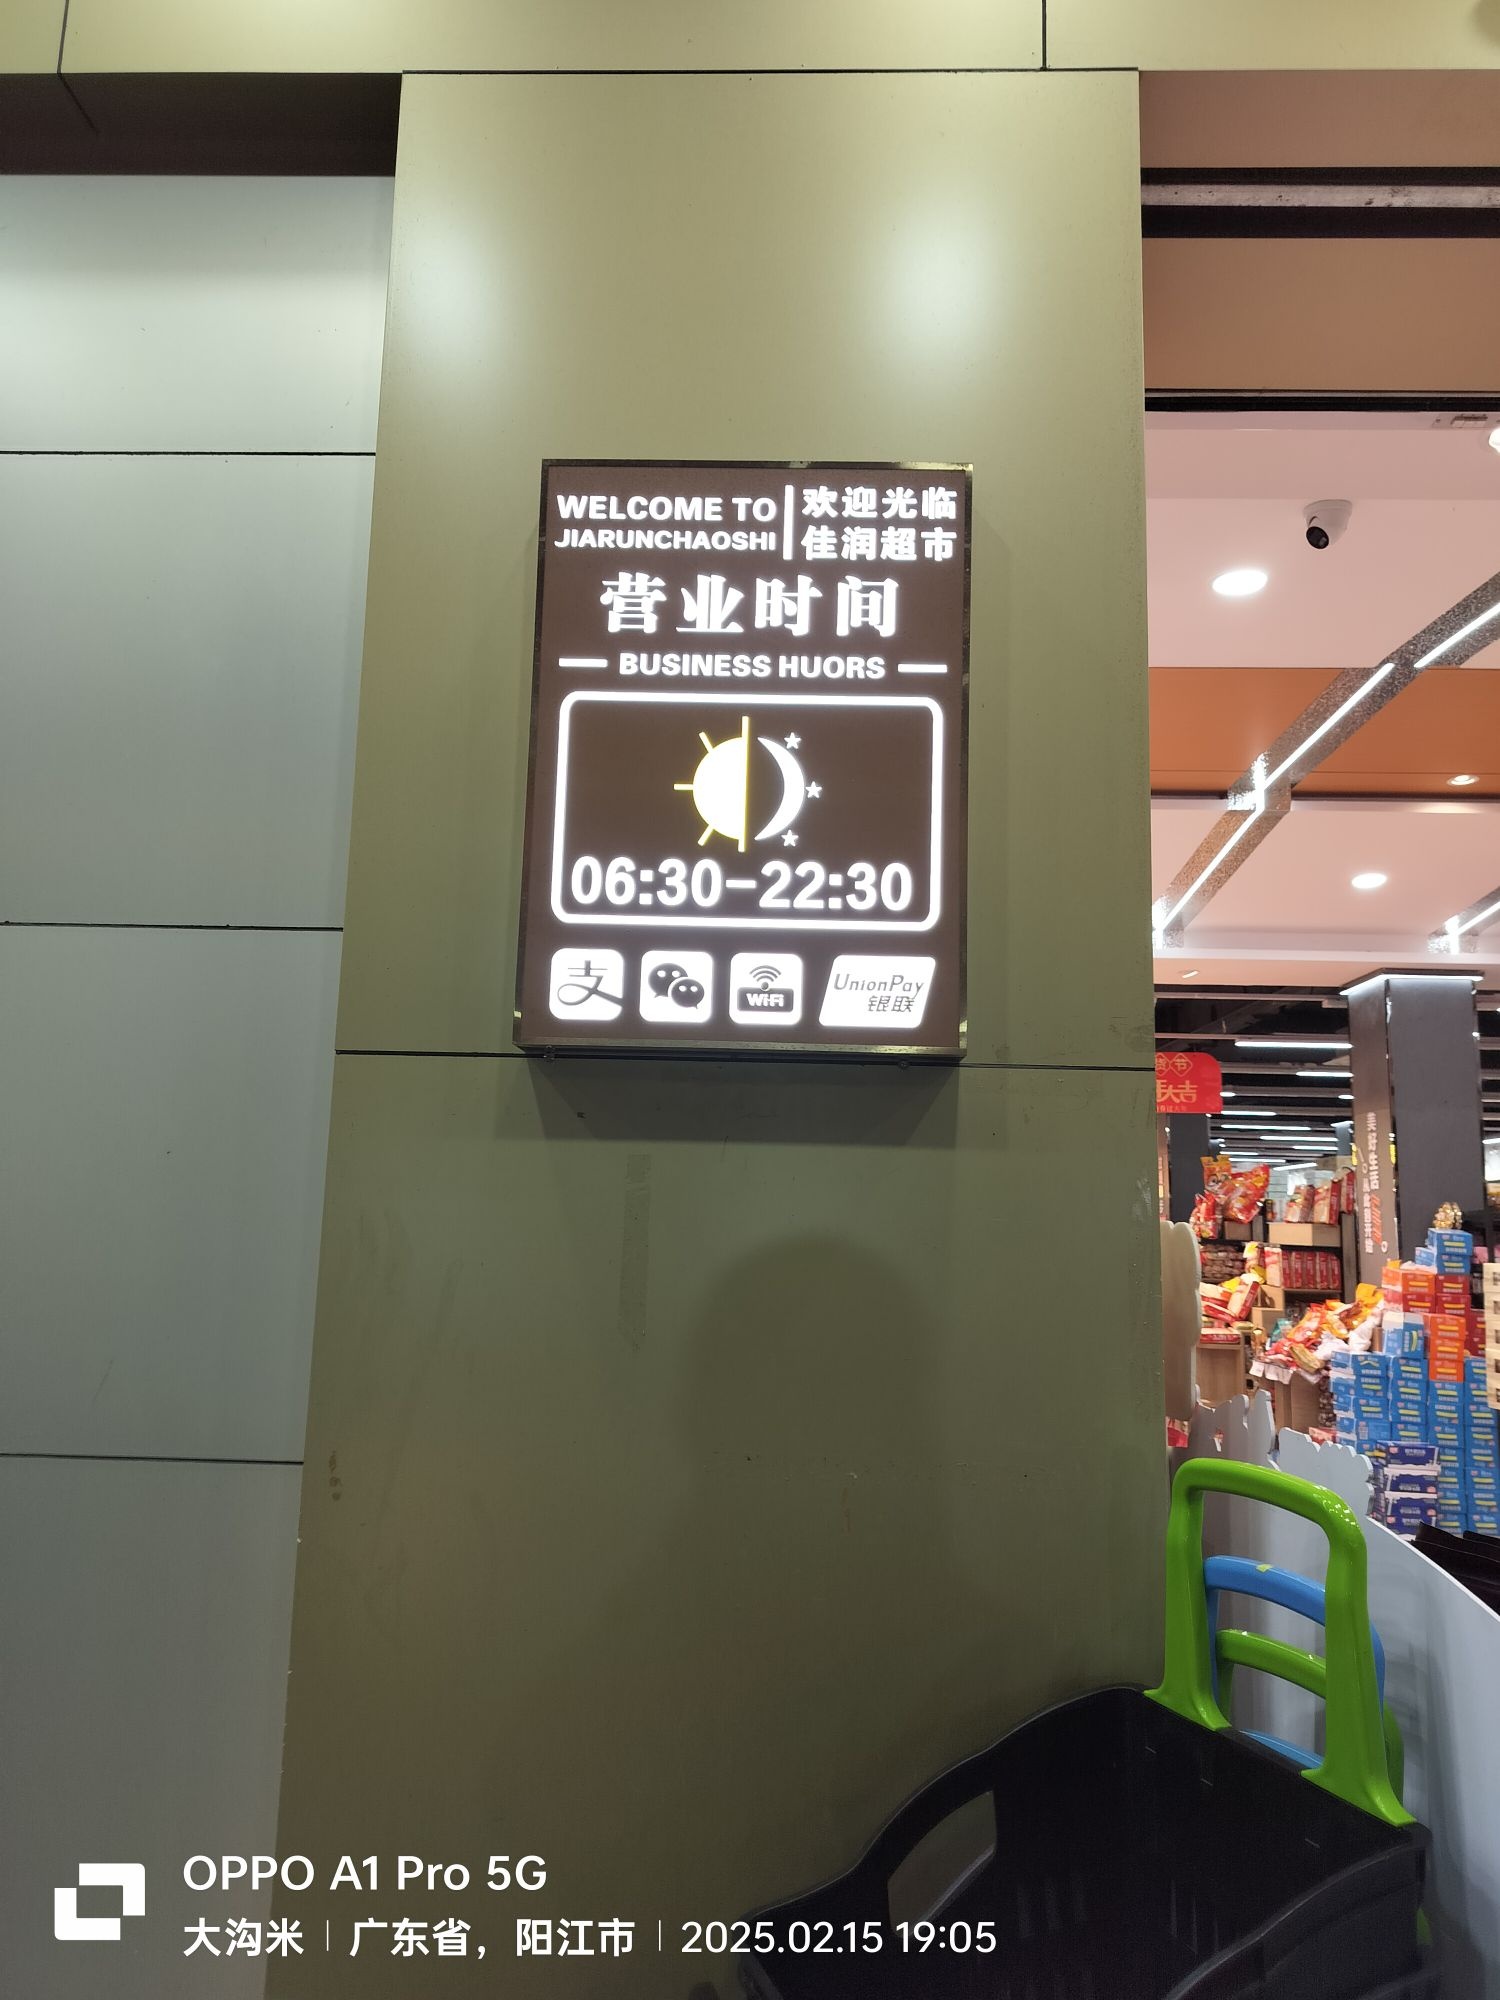 WELCOME TO
JIARUNCHAOSHI
欢迎光临
佳润超市
营业时间
BUSINESS HUORS
06:30-22:30
支
WiFi
UnionPay
银联
OPPO A1 Pro 5G
大沟米 | 广东省，阳江市 | 2025.02.15 19:05